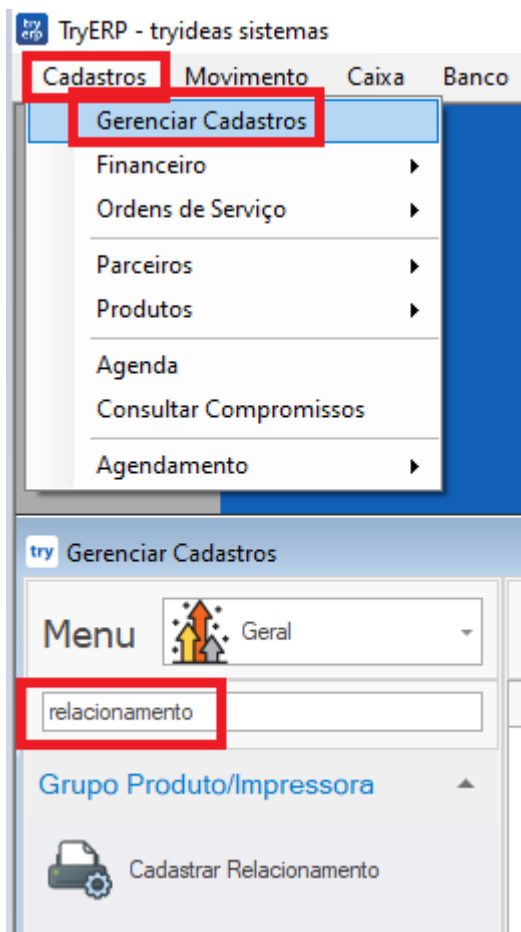 try erp TryERP - tryideas sistemas
Cadastros Movimento Caixa Banco
Gerenciar Cadastros
Financeiro
Ordens de Serviço
Parceiros
Produtos
Agenda
Consultar Compromissos
Agendamento
try Gerenciar Cadastros
Menu Geral
relacionamento
Grupo Produto/Impressora
Cadastrar Relacionamento